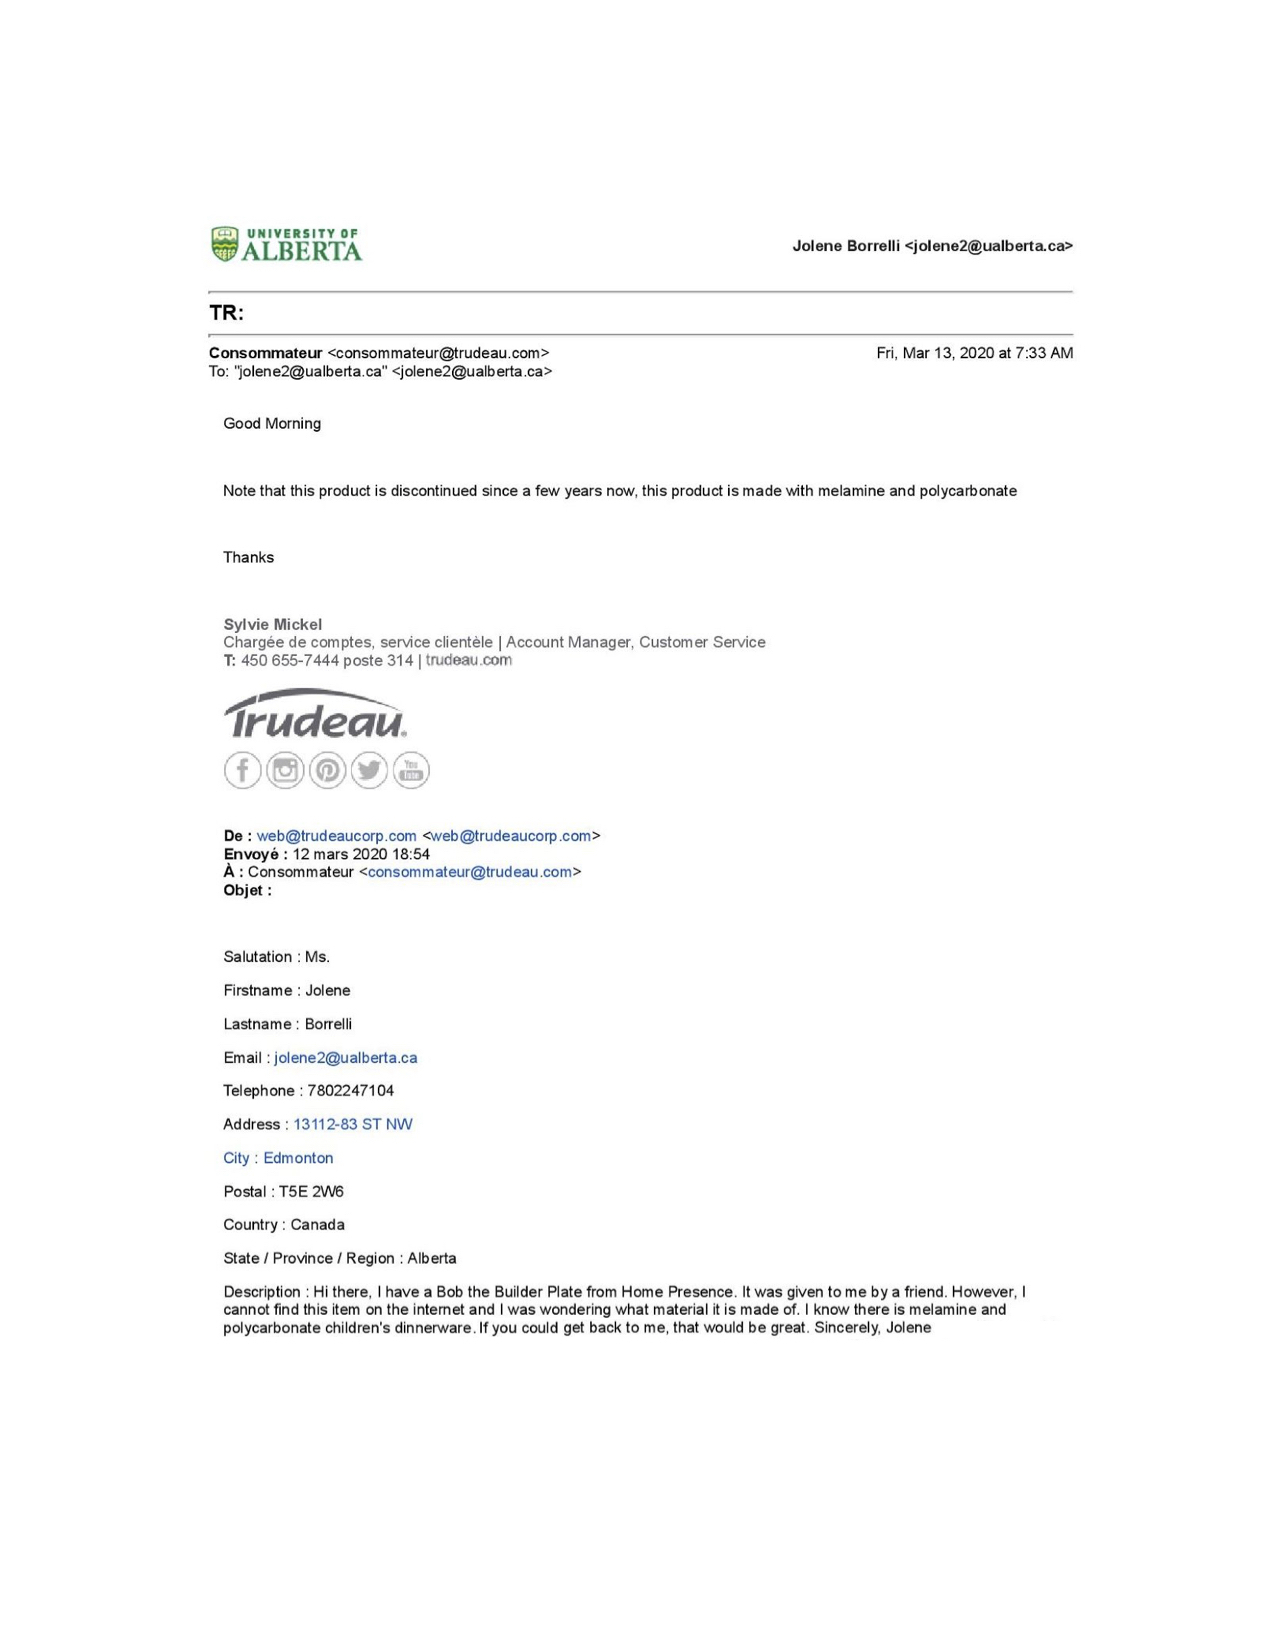 UNIVERSITY OF
ALBERTA
Jolene Borrelli <jolene2@ualberta.ca>
TR:
Consommateur <consommateur@trudeau.com>
Fri, Mar 13, 2020 at 7:33 AM
To: "jolene2@ualberta.ca" <jolene2@ualberta.ca>
Good Morning
Note that this product is discontinued since a few years now, this product is made with melamine and polycarbonate
Thanks
Sylvie Mickel
Chargée de comptes, service clientèle | Account Manager, Customer Service
T: 450 655-7444 poste 314 | trudeau.com
Trudeau
You
Tube
De : web@trudeaucorp.com <web@trudeaucorp.com>
Envoyé : 12 mars 2020 18:54
À : Consommateur <consommateur@trudeau.com>
Objet :
Salutation : Ms.
Firstname : Jolene
Lastname : Borrelli
Email : jolene2@ualberta.ca
Telephone : 7802247104
Address : 13112-83 ST NW
City : Edmonton
Postal : T5E 2W6
Country : Canada
State / Province / Region : Alberta
Description : Hi there, I have a Bob the Builder Plate from Home Presence. It was given to me by a friend. However, I
cannot find this item on the internet and I was wondering what material it is made of. I know there is melamine and
polycarbonate children's dinnerware. If you could get back to me, that would be great. Sincerely, Jolene